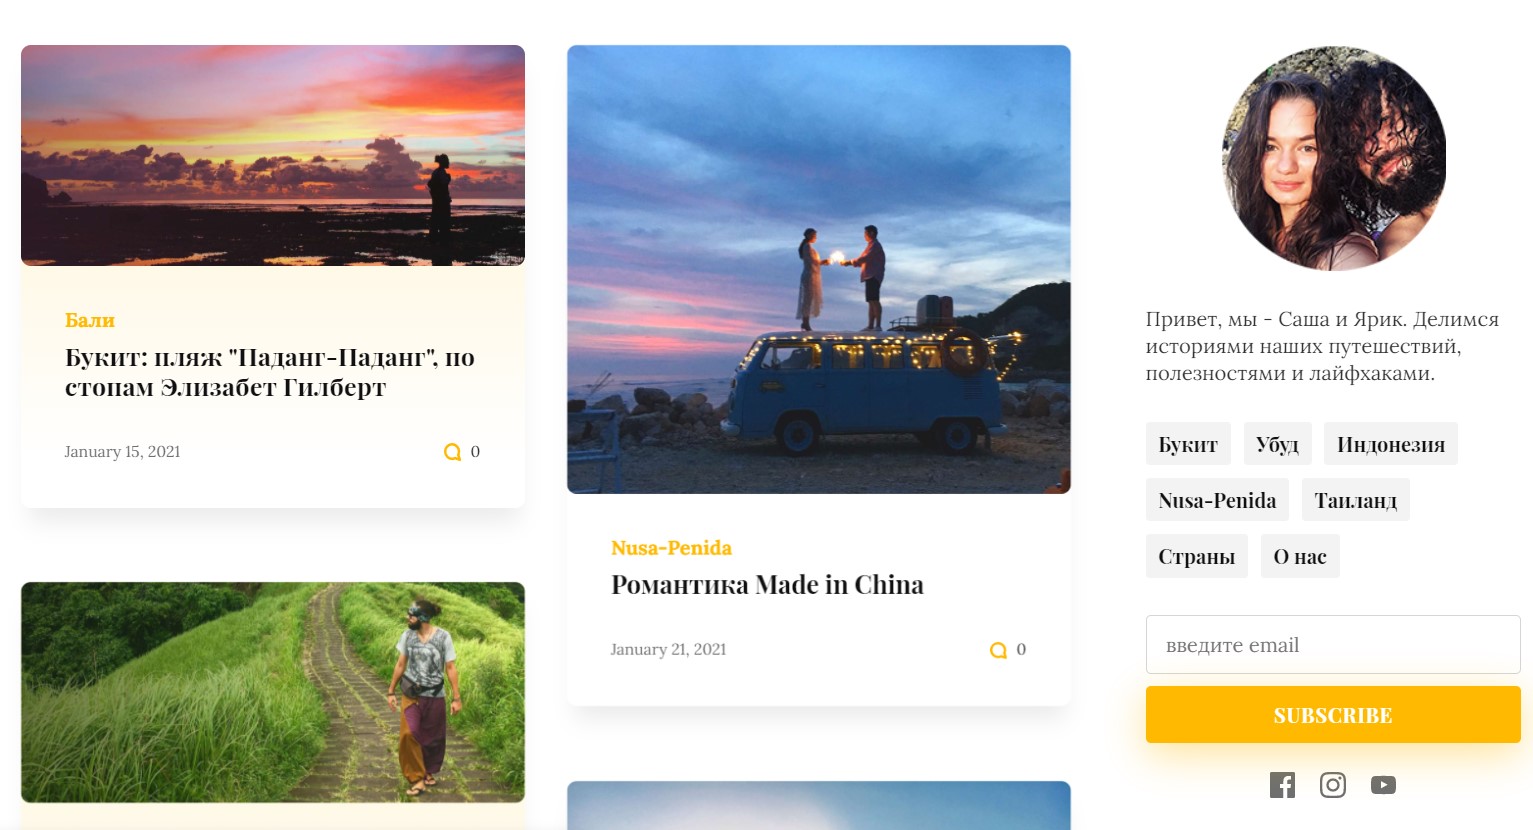 Бали
Букит: пляж "Паданг-Паданг", по
стопам Элизабет Гилберт
January 15, 2021
0
Nusa-Penida
Романтика Made in China
January 21, 2021
0
Привет, мы - Саша и Ярик. Делимся
историями наших путешествий,
полезностями и лайфхаками.
Букит Убуд Индонезия
Nusa-Penida Таиланд
Страны О нас
введите email
SUBSCRIBE